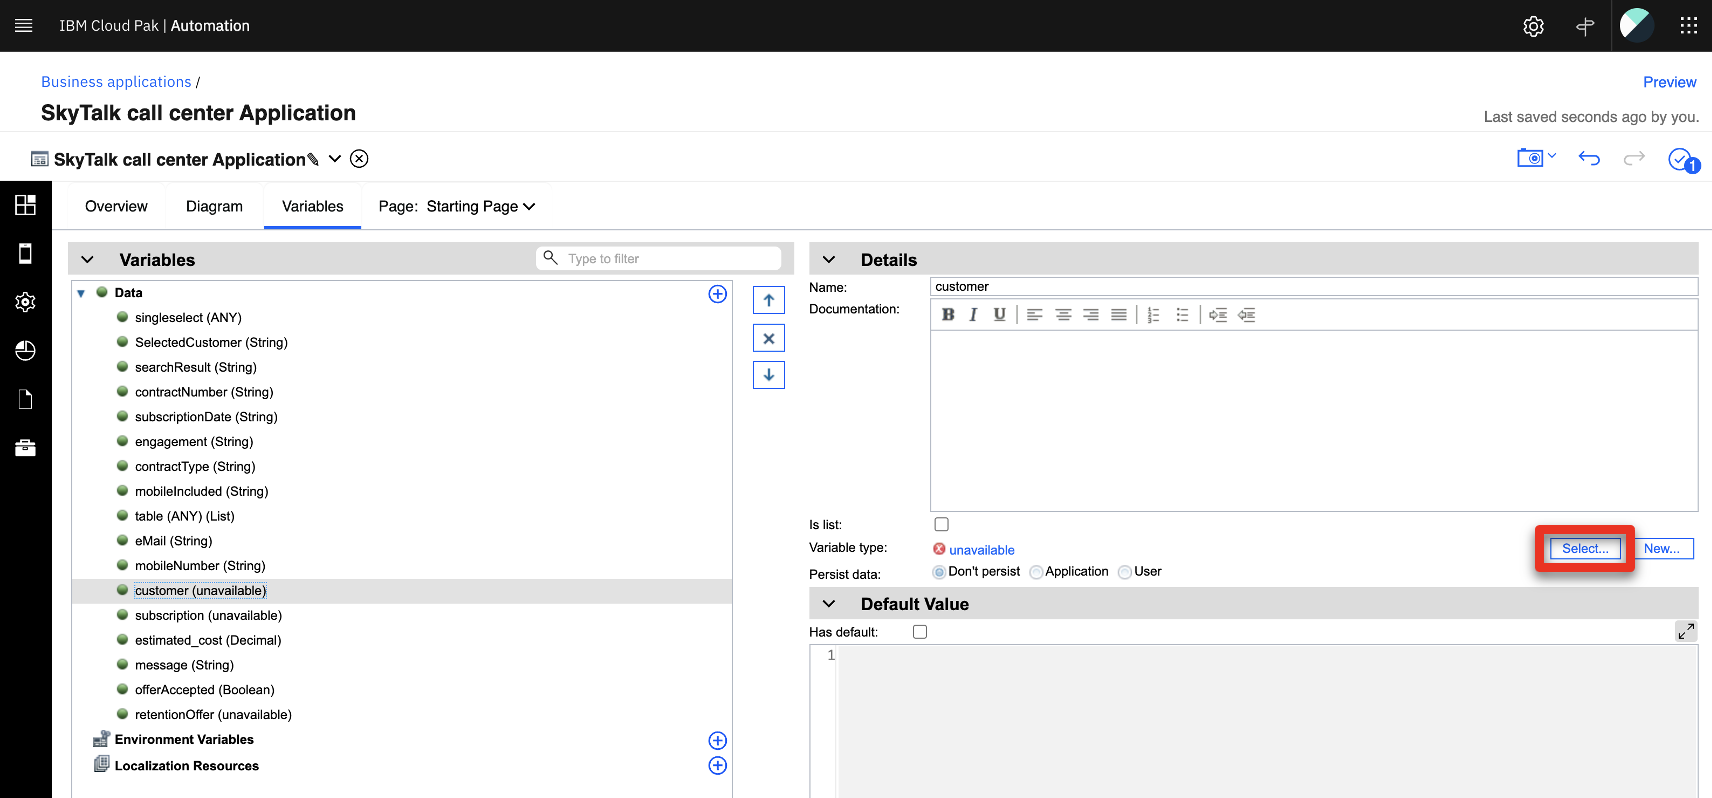 IBM Cloud Pak | Automation
Business applications /
Preview
SkyTalk call center Application
Last saved seconds ago by you.
SkyTalk call center Application
1
Overview
Diagram
Variables
Page: Starting Page
Variables
Type to filter
Data
singleselect (ANY)
SelectedCustomer (String)
searchResult (String)
contractNumber (String)
subscriptionDate (String)
engagement (String)
contractType (String)
mobileIncluded (String)
table (ANY) (List)
eMail (String)
mobileNumber (String)
customer (unavailable)
subscription (unavailable)
estimated_cost (Decimal)
message (String)
offerAccepted (Boolean)
retentionOffer (unavailable)
Environment Variables
Localization Resources
Details
Name: customer
Documentation:
B I U
Is list:
Variable type: unavailable
Select... New...
Persist data: Don't persist Application User
Default Value
Has default:
1